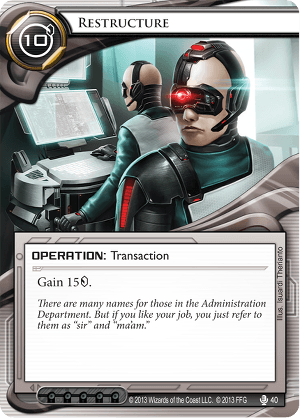 10
RESTRUCTURE
OPERATION: Transaction
Gain 15.
There are many names for those in the Administration
Department. But if you like your job, you just refer to
them as "sir" and "ma'am."
Illus. Isuardi Therianto
© 2013 Wizards of the Coast LLC. © 2013 FFG
40